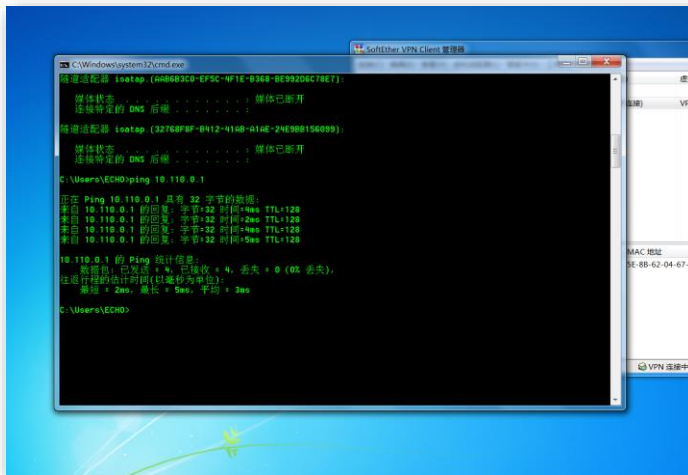 SoftEther VPN Client 管理器
C:\Windows\system32\cmd.exe
隧道适配器 isatap.{AAB6B3C0-EF5C-4F1E-B368-BE992D6C78E7}:
媒体状态 . . . . . . . . . . . . : 媒体已断开
连接特定的 DNS 后缀 . . . . . . . :
隧道适配器 isatap.{32768F8F-B412-41AB-A1AE-24E9BB156099}:
媒体状态 . . . . . . . . . . . . : 媒体已断开
连接特定的 DNS 后缀 . . . . . . . :
C:\Users\ECHO>ping 10.110.0.1
正在 Ping 10.110.0.1 具有 32 字节的数据:
来自 10.110.0.1 的回复: 字节=32 时间=4ms TTL=128
来自 10.110.0.1 的回复: 字节=32 时间=2ms TTL=128
来自 10.110.0.1 的回复: 字节=32 时间=4ms TTL=128
来自 10.110.0.1 的回复: 字节=32 时间=5ms TTL=128
10.110.0.1 的 Ping 统计信息:
数据包: 已发送 = 4，已接收 = 4，丢失 = 0 (0% 丢失)，
往返行程的估计时间(以毫秒为单位):
最短 = 2ms，最长 = 5ms，平均 = 3ms
C:\Users\ECHO>
虚
连接)
VP
MAC 地址
5E-8B-62-04-67-
VPN 连接中